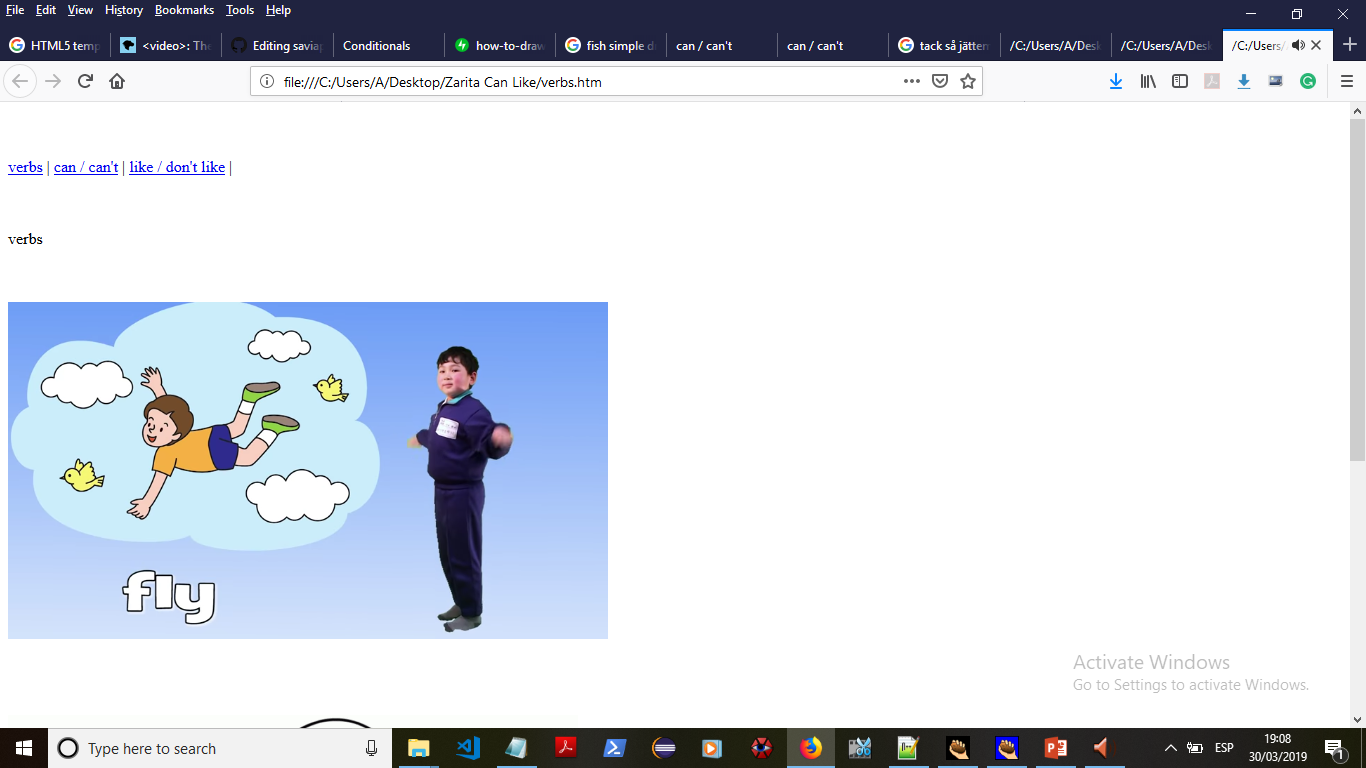 File Edit View History Bookmarks Tools Help
HTML5 temp <video>: The Editing savia Conditionals how-to-draw fish simple d can / can't can / can't tack så jättem /C:/Users/A/Desk /C:/Users/A/Desk /C:/Users/
file:///C:/Users/A/Desktop/Zarita Can Like/verbs.htm
verbs | can / can't | like / don't like |
verbs
fly
Activate Windows
Go to Settings to activate Windows.
Type here to search
ESP
19:08
30/03/2019
1